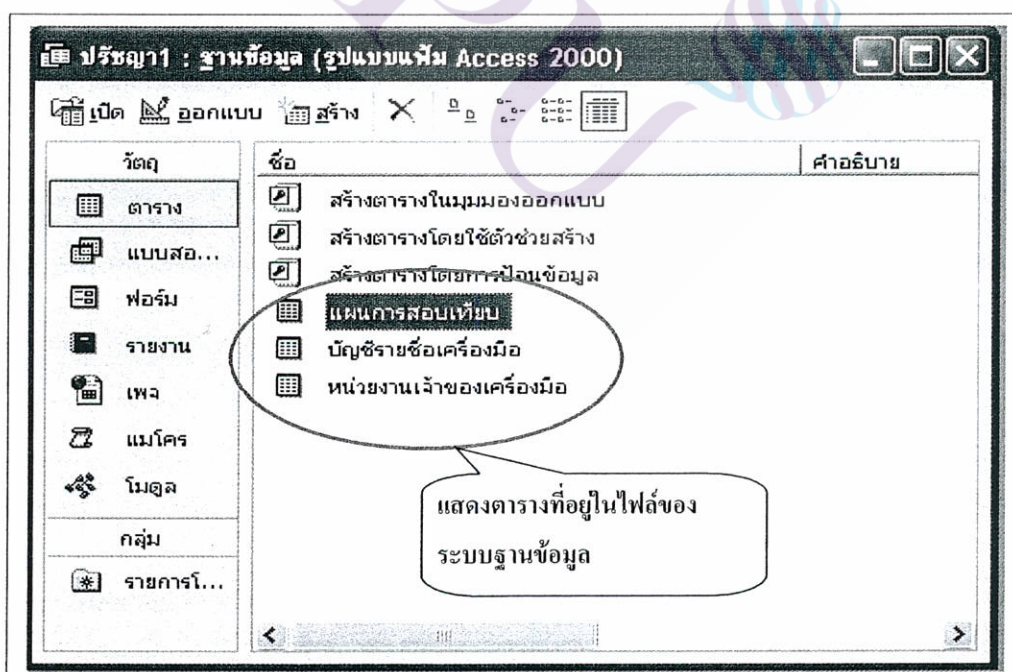 ปรัชญา1 : ฐานข้อมูล (รูปแบบแฟ้ม Access 2000)
เปิด ออกแบบ สร้าง
วัตถุ
ตาราง
แบบสอ...
ฟอร์ม
รายงาน
เพจ
แมโคร
โมดูล
กลุ่ม
รายการโ...
ชื่อ คำอธิบาย
สร้างตารางในมุมมองออกแบบ
สร้างตารางโดยใช้ตัวช่วยสร้าง
สร้างตารางโดยการป้อนข้อมูล
แผนการสอบเทียบ
บัญชีรายชื่อเครื่องมือ
หน่วยงานเจ้าของเครื่องมือ
แสดงตารางที่อยู่ในไฟล์ของ
ระบบฐานข้อมูล